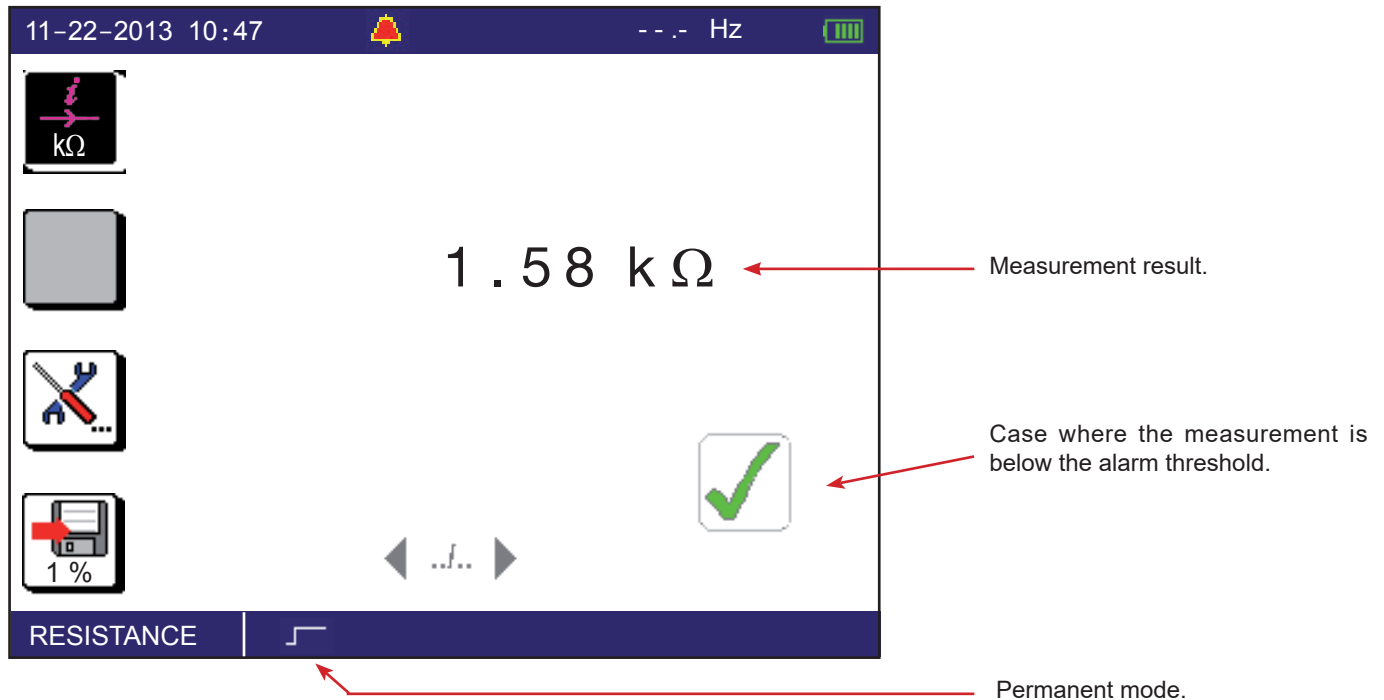 11-22-2013 10:47 --.- Hz
i
kΩ
1.58 kΩ
Measurement result.
Case where the measurement is
below the alarm threshold.
1 %
../..
RESISTANCE
Permanent mode.